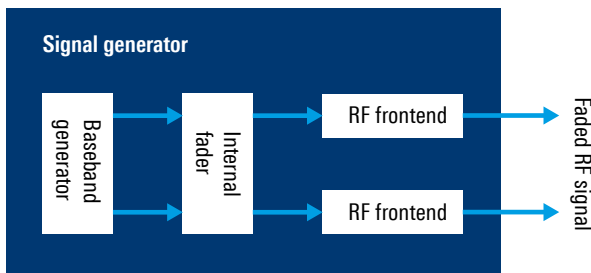 Signal generator
Baseband
generator
Internal
fader
RF frontend
RF frontend
Faded RF signal